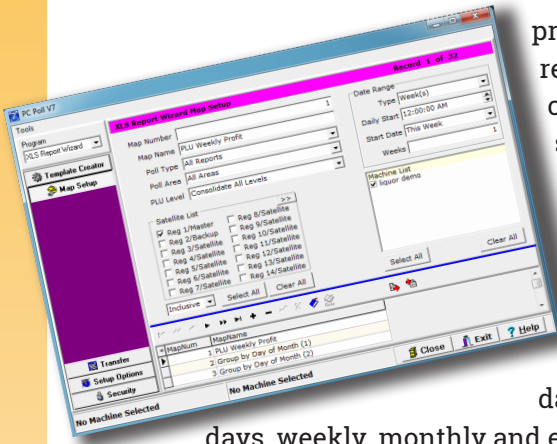 PC Poll V7
Tools
Program
XLS Report Wizard
Template Creator
Map Setup
Transfer
Setup Options
Security
No Machine Selected
XLS Report Wizard Map Setup
Record 1 of 32
Map Number
1
Map Name PLU Weekly Profit
Poll Type All Reports
Poll Area All Areas
PLU Level Consolidate All Levels
Satellite List
>>
Reg 1/Master
Reg 2/Backup
Reg 3/Satellite
Reg 4/Satellite
Reg 5/Satellite
Reg 6/Satellite
Reg 7/Satellite
Reg 8/Satellite
Reg 9/Satellite
Reg 10/Satellite
Reg 11/Satellite
Reg 12/Satellite
Reg 13/Satellite
Reg 14/Satellite
Inclusive
Select All
Clear All
Date Range
Type Week(s)
Daily Start 12:00:00 AM
Start Date This Week
Weeks
1
Machine List
liquor demo
Select All
Clear All
MapNum MapName
1 PLU Weekly Profit
2 Group by Day of Month (1)
3 Group by Day of Month (2)
No Machine Selected
Close
Exit
Help
days, weekly, monthly and